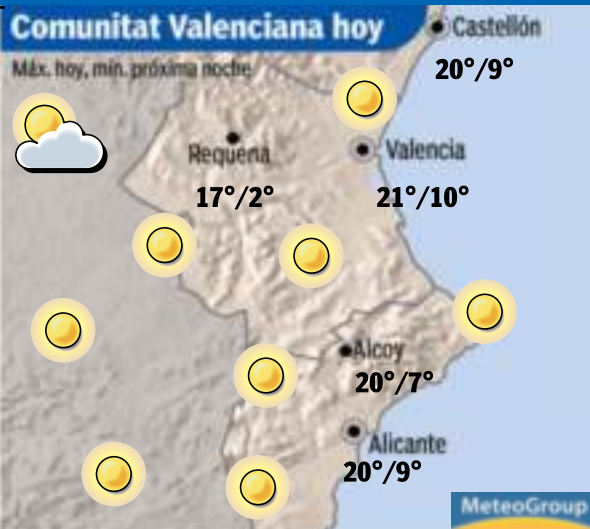 Comunitat Valenciana hoy
Máx. hoy, mín. próxima noche
Castellón
20°/9°
Requena
17°/2°
Valencia
21°/10°
Alcoy
20°/7°
Alicante
20°/9°
MeteoGroup